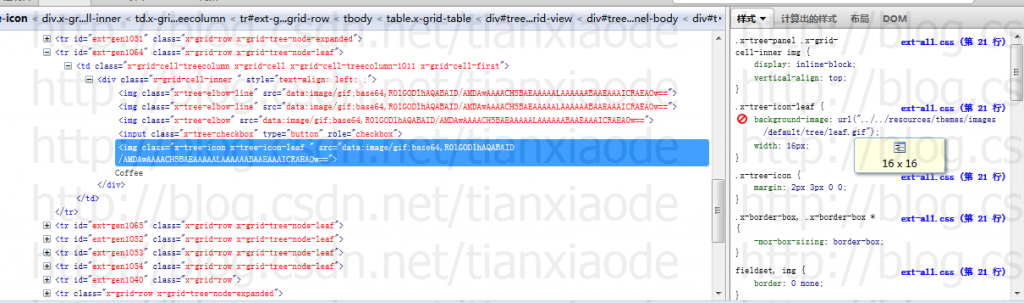 e-icon div.x-gri...ll-inner < td.x-gri...eecolumn < tr#ext-g...grid-row < tbody < table.x-grid-table < div#tree...rid-view < div#tree...nel-body < div#t
样式 计算出的样式 布局 DOM
<tr id="ext-gen1031" class="x-grid-row x-grid-tree-node-expanded">
<tr id="ext-gen1064" class="x-grid-row x-grid-tree-node-leaf">
<td class="x-grid-cell-treecolumn x-grid-cell x-grid-cell-treecolumn-1011 x-grid-cell-first">
<div class="x-grid-cell-inner " style="text-align: left: ;">
<img class="x-tree-elbow-line" src="data:image/gif;base64,R0lGODlhAQABAID/AMDAwAAAACH5BAEAAAAALAAAAAABAAEAAAICRAEAOw==">
<img class="x-tree-elbow-line" src="data:image/gif;base64,R0lGODlhAQABAID/AMDAwAAAACH5BAEAAAAALAAAAAABAAEAAAICRAEAOw==">
<img class="x-tree-elbow" src="data:image/gif;base64,R0lGODlhAQABAID/AMDAwAAAACH5BAEAAAAALAAAAAABAAEAAAICRAEAOw==">
<input class="x-tree-checkbox" type="button" role="checkbox">
<img class="x-tree-icon x-tree-icon-leaf " src="data:image/gif;base64,R0lGODlhAQABAID
/AMDAwAAAACH5BAEAAAAALAAAAAABAAEAAAICRAEAOw==">
Coffee
</div>
</td>
</tr>
<tr id="ext-gen1065" class="x-grid-row x-grid-tree-node-leaf">
<tr id="ext-gen1032" class="x-grid-row x-grid-tree-node-leaf">
<tr id="ext-gen1033" class="x-grid-row x-grid-tree-node-leaf">
<tr id="ext-gen1054" class="x-grid-row x-grid-tree-node-leaf">
<tr id="ext-gen1040" class="x-grid-row">
<tr class="x-grid-row x-grid-tree-node-expanded">
.x-tree-panel .x-grid-
cell-inner img { ext-all.css (第 21 行)
display: inline-block;
vertical-align: top;
}
.x-tree-icon-leaf { ext-all.css (第 21 行)
background-image: url("../../resources/themes/images
/default/tree/leaf.gif");
width: 16px;
}
16 x 16
.x-tree-icon { ext-all.css (第 21 行)
margin: 2px 3px 0 0;
}
.x-border-box, .x-border-box *
{ ext-all.css (第 21 行)
-moz-box-sizing: border-box;
}
fieldset, img { ext-all.css (第 21 行)
border: 0 none;
}
http://blog.csdn.net/tianxiaode